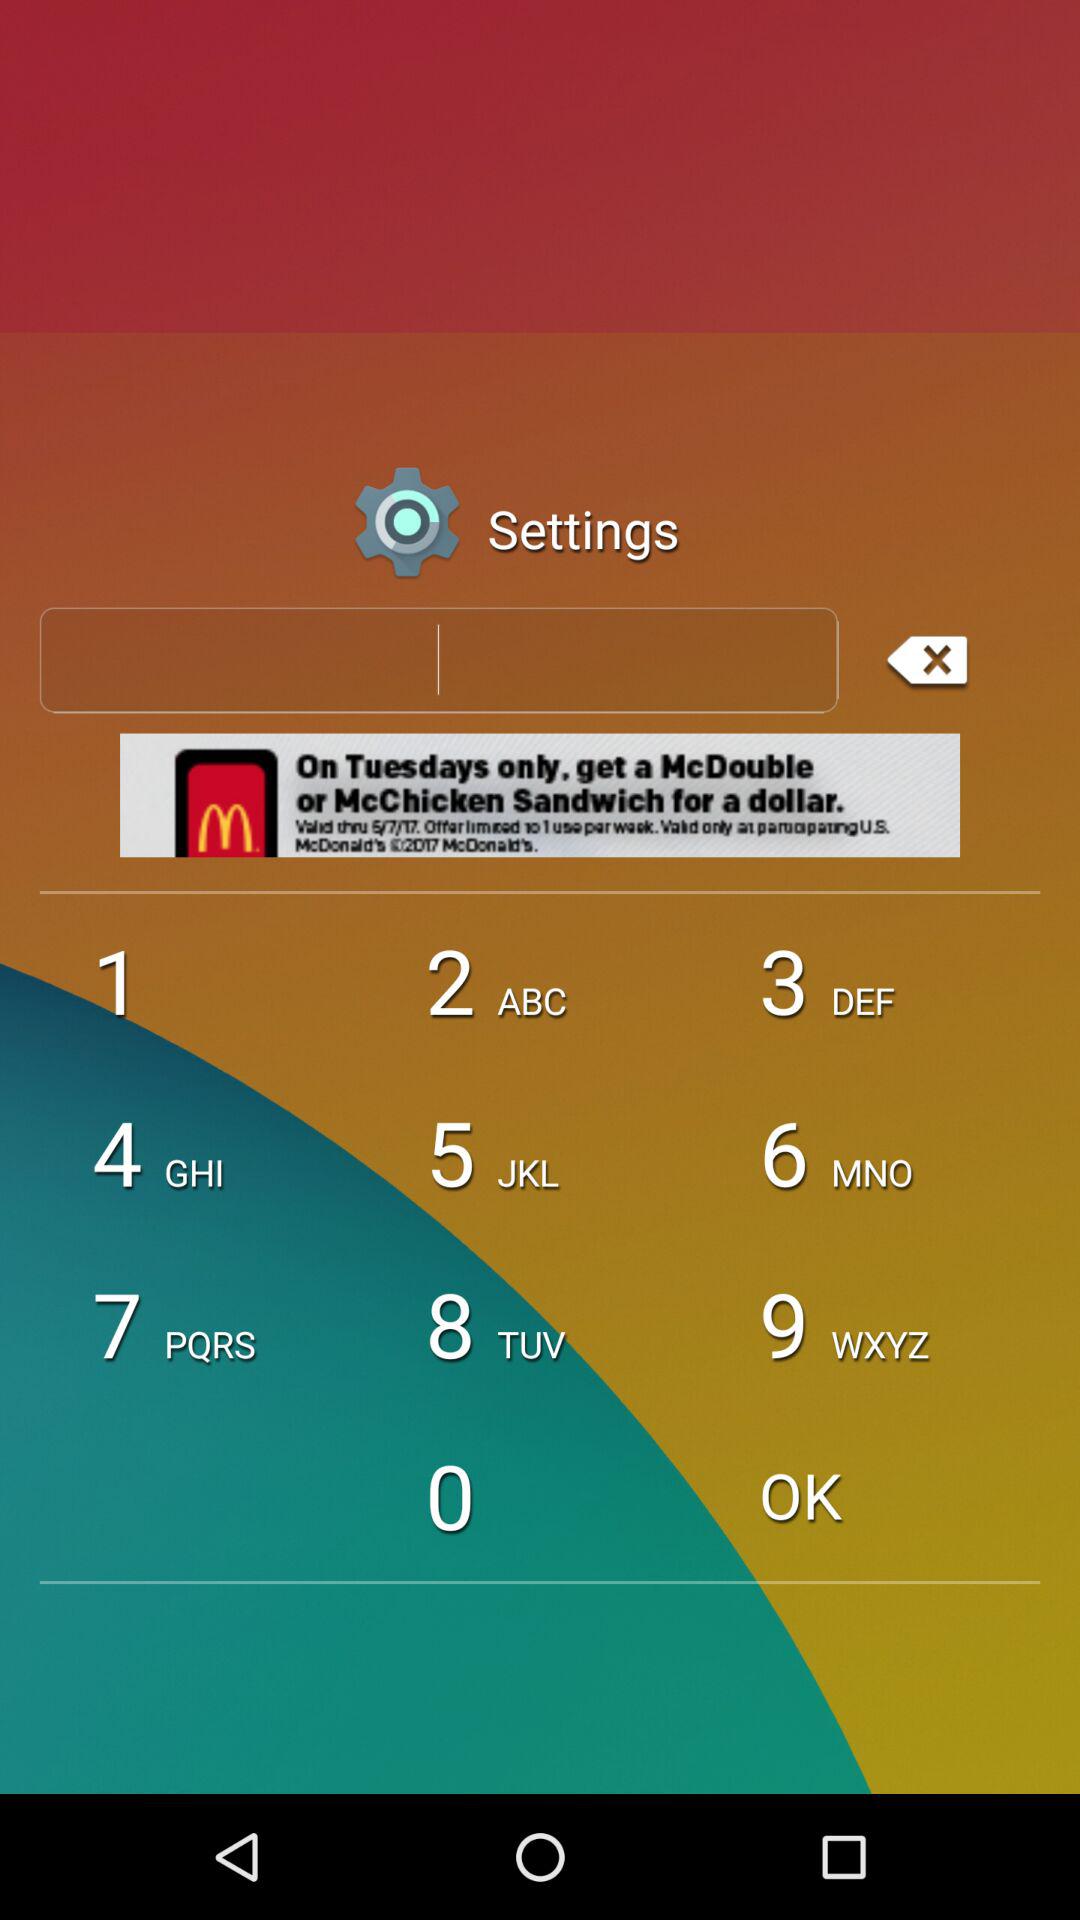 Settings
On Tuesdays only, get a McDouble
or McChicken Sandwich for a dollar.
Valid thru 5/7/17. Offer limited to 1 use per week. Valid only at participating U.S.
McDonald's ©2017 McDonald's.
1 2 ABC 3 DEF
4 GHI 5 JKL 6 MNO
7 PQRS 8 TUV 9 WXYZ
0 OK